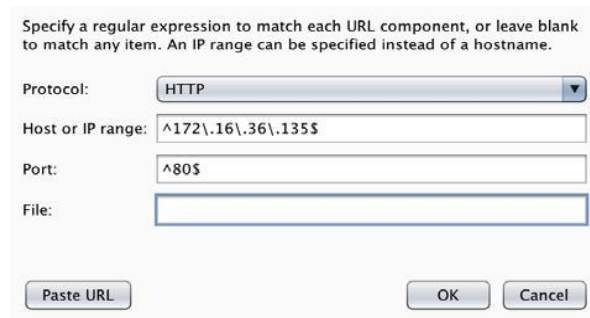 Specify a regular expression to match each URL component, or leave blank
to match any item. An IP range can be specified instead of a hostname.
Protocol: HTTP
Host or IP range: ^172\.16\.36\.135$
Port: ^80$
File:
Paste URL OK Cancel